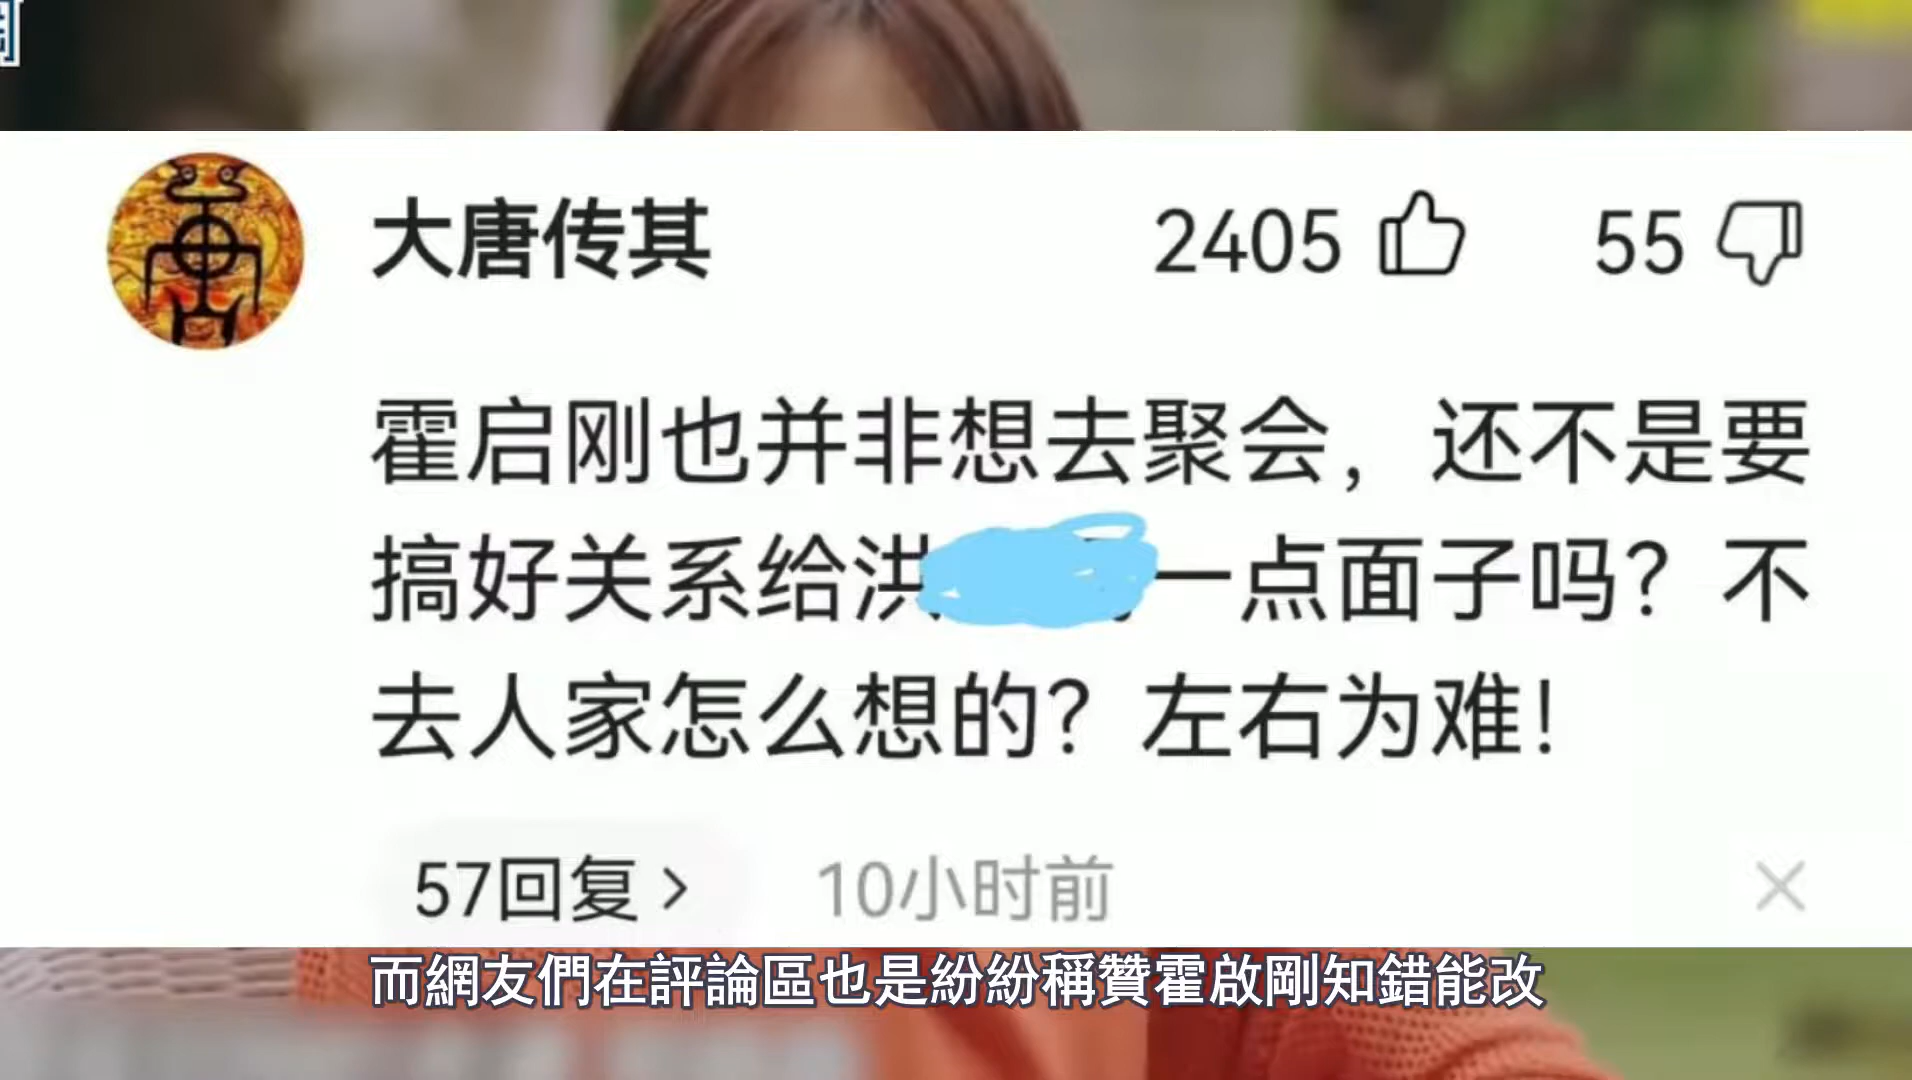 大唐传其
2405
55
霍启刚也并非想去聚会，还不是要
搞好关系给洪 一点面子吗？不
去人家怎么想的？左右为难！
57回复 >
10小时前
而網友們在評論區也是紛紛稱贊霍啟剛知錯能改